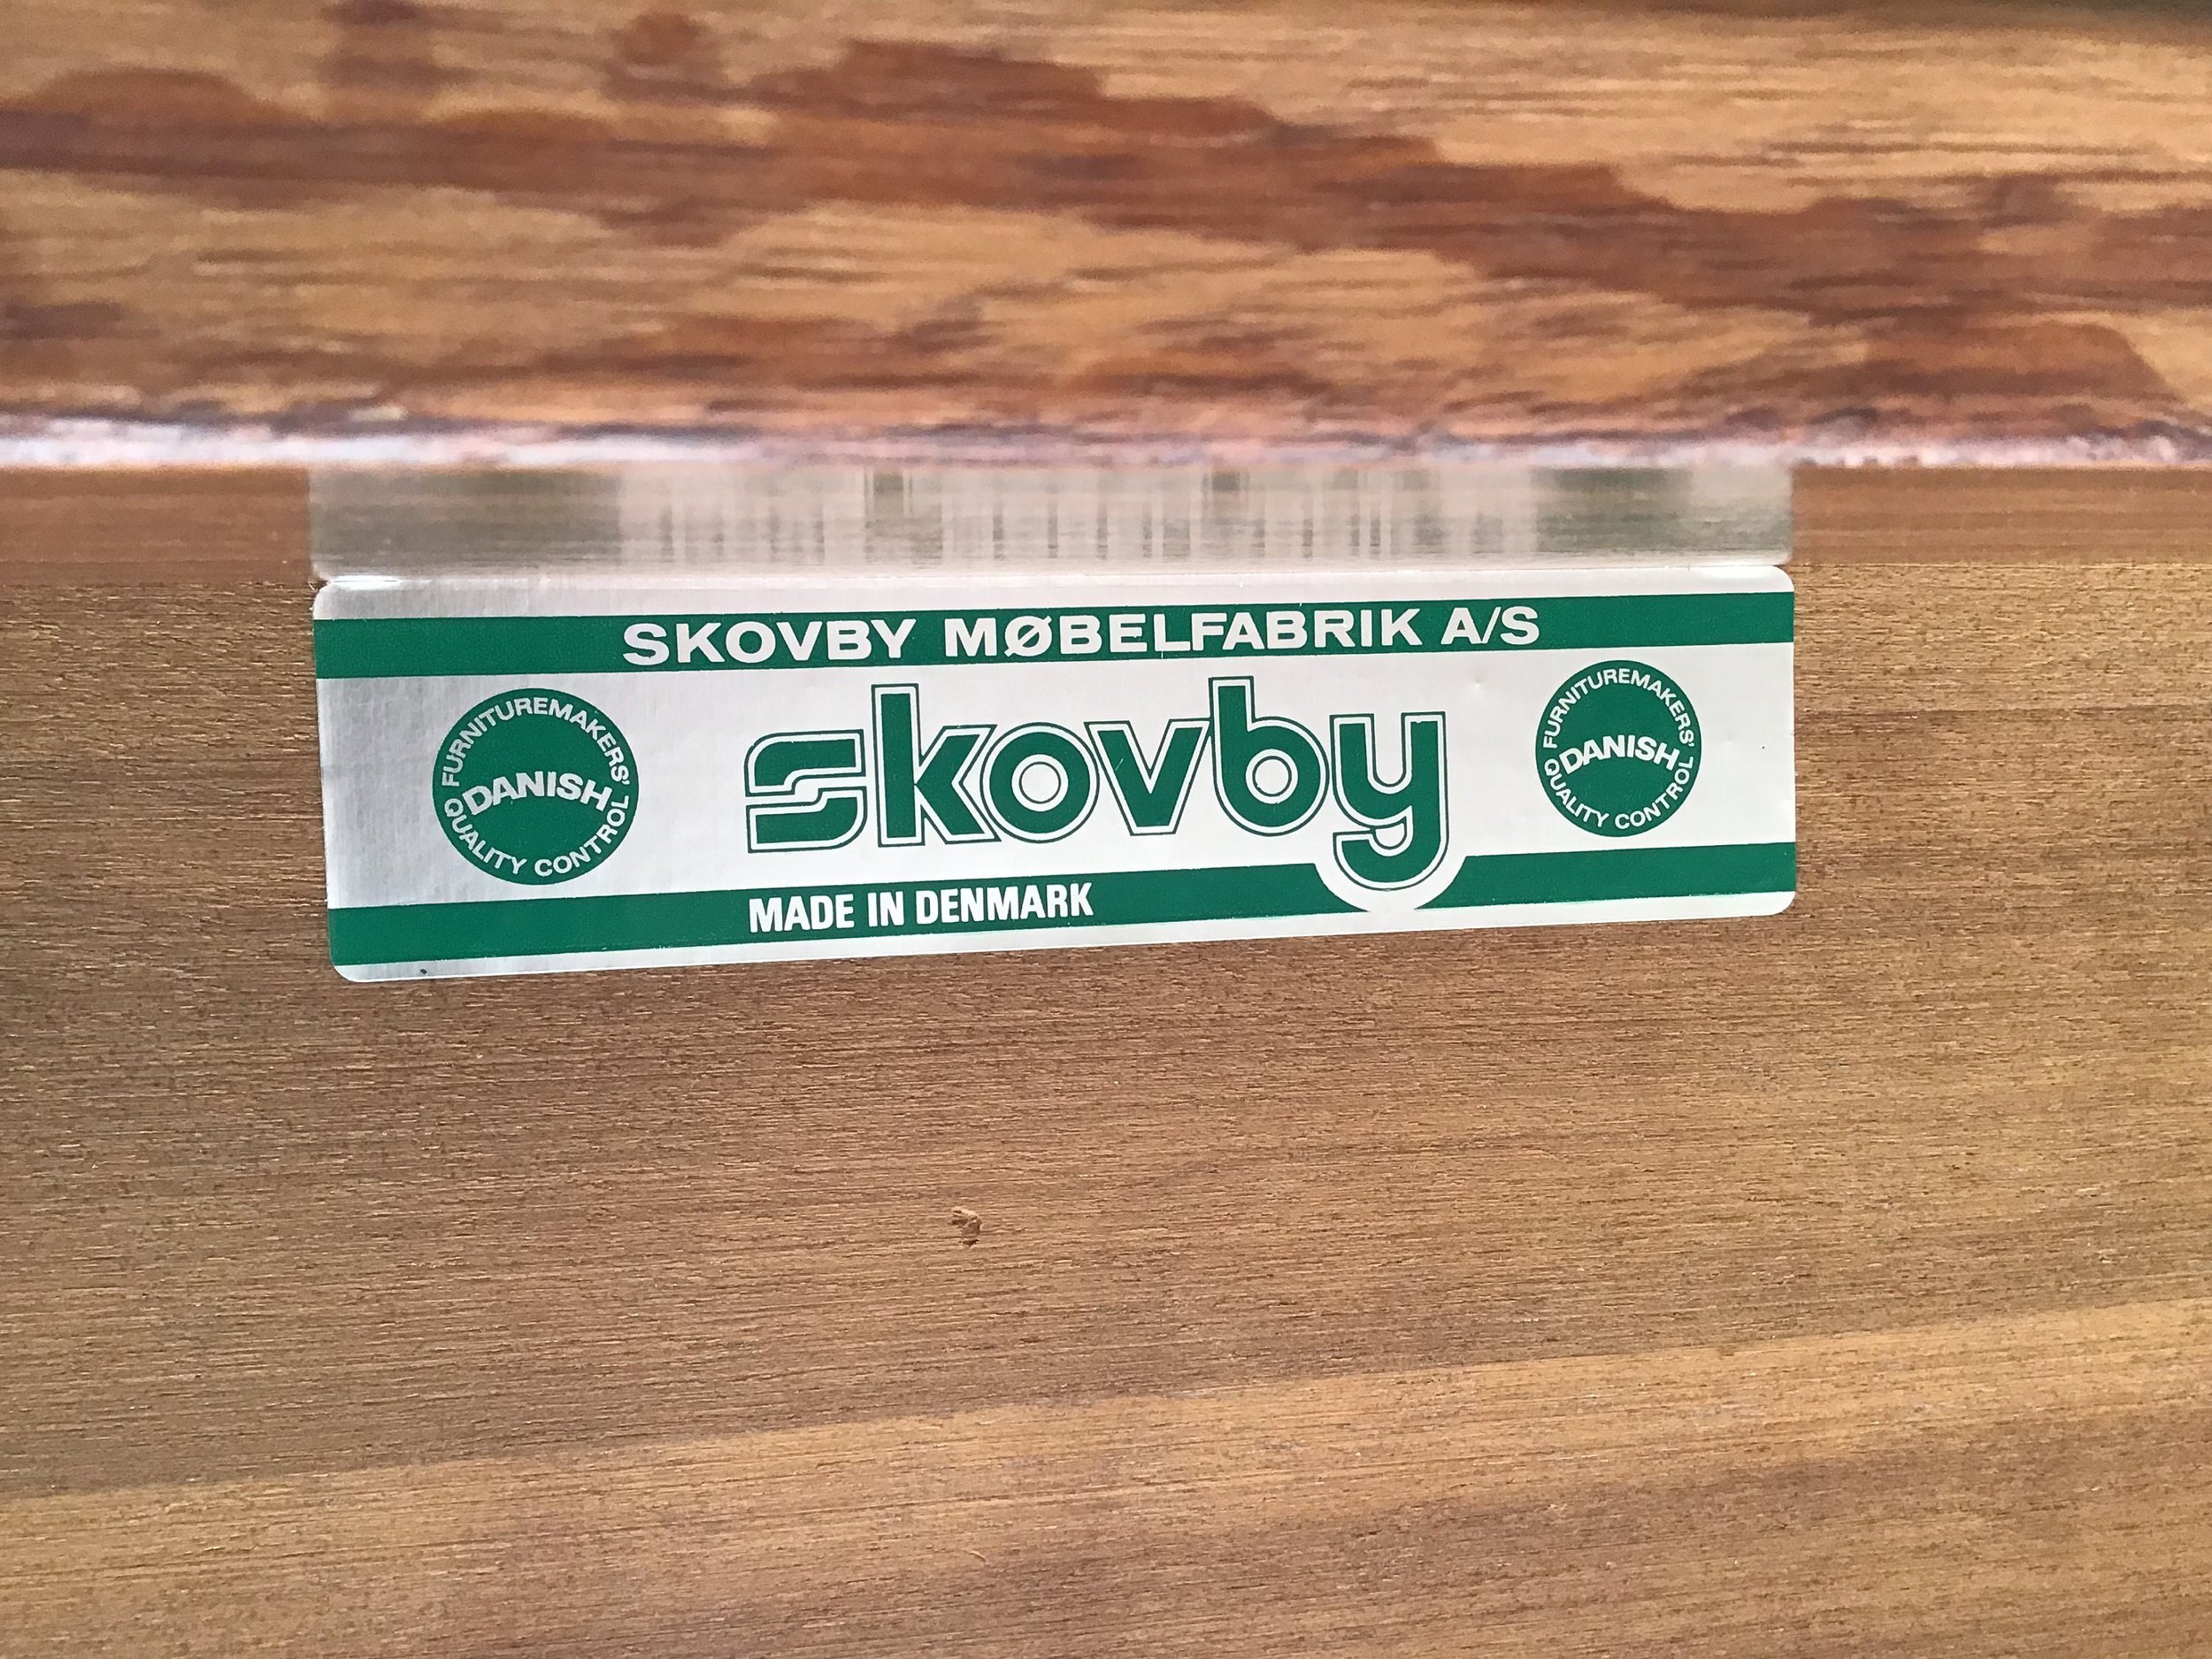 SKOVBY MØBELFABRIK A/S
FURNITUREMAKERS'
DANISH
QUALITY CONTROL
skovby
FURNITUREMAKERS'
DANISH
QUALITY CONTROL
MADE IN DENMARK